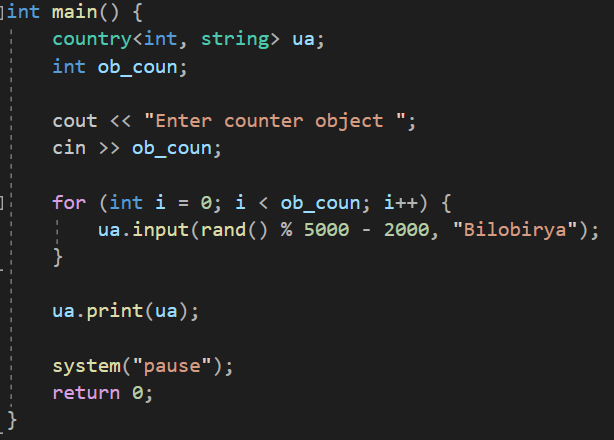 int main() {
country<int, string> ua;
int ob_coun;
cout << "Enter counter object ";
cin >> ob_coun;
for (int i = 0; i < ob_coun; i++) {
ua.input(rand() % 5000 - 2000, "Bilobirya");
}
ua.print(ua);
system("pause");
return 0;
}